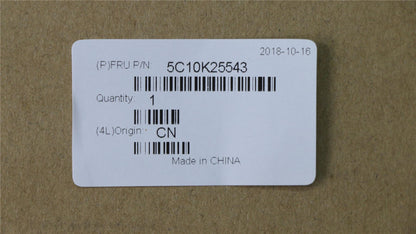 2018-10-16
(P)FRU P/N 5C10K25543
Quantity: 1
(4L)Origin: CN
Made in CHINA